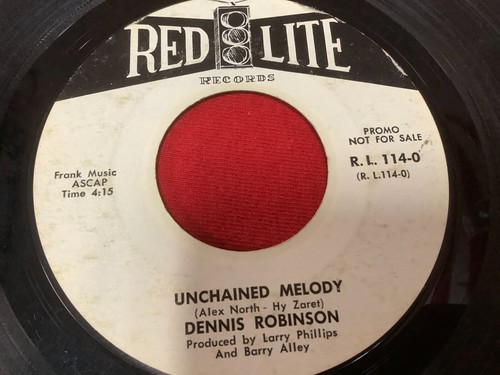 RED LITE
RECORDS
PROMO
NOT FOR SALE
R. L. 114-0
(R. L.114-0)
Frank Music
ASCAP
Time 4:15
UNCHAINED MELODY
(Alex North - Hy Zaret)
DENNIS ROBINSON
Produced by Larry Phillips
And Barry Alley